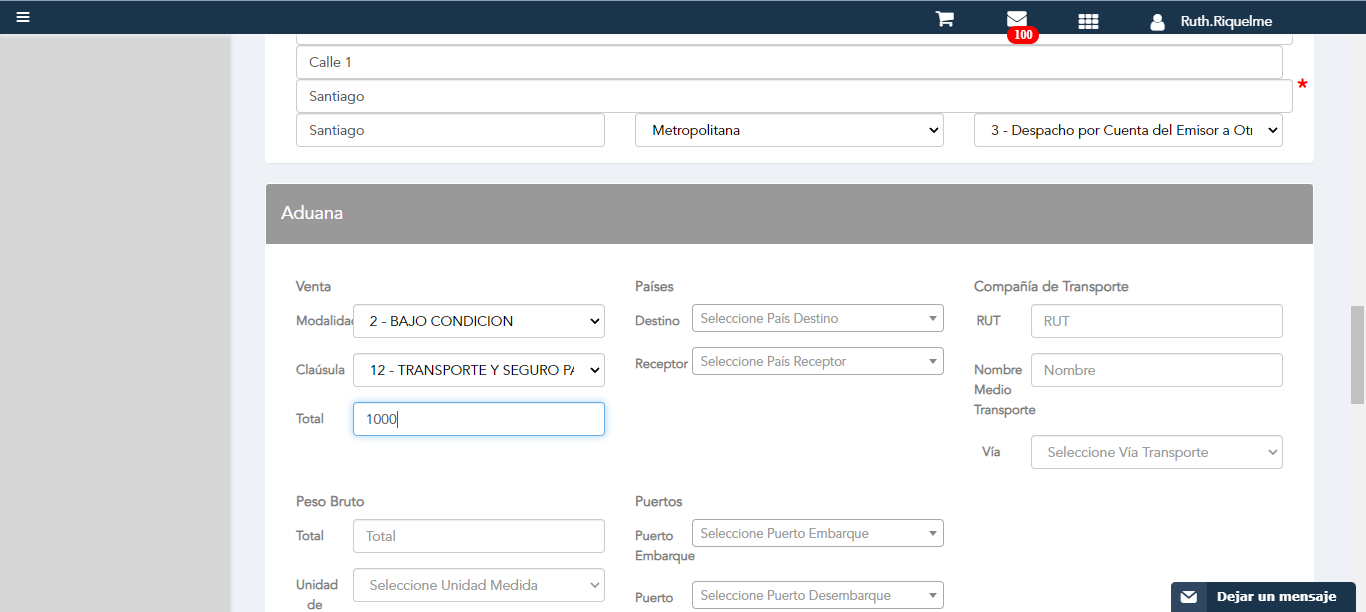 Ruth.Riquelme
100
Calle 1
Santiago
*
Santiago
Metropolitana
3 - Despacho por Cuenta del Emisor a Otr
Aduana
Venta
Países
Compañía de Transporte
Modalidad
2 - BAJO CONDICION
Destino
Seleccione País Destino
RUT
RUT
Claúsula
12 - TRANSPORTE Y SEGURO PA
Receptor
Seleccione País Receptor
Nombre
Medio
Transporte
Nombre
Total
1000
Vía
Seleccione Vía Transporte
Peso Bruto
Puertos
Total
Total
Puerto
Embarque
Seleccione Puerto Embarque
Unidad
de
Seleccione Unidad Medida
Puerto
Seleccione Puerto Desembarque
Dejar un mensaje